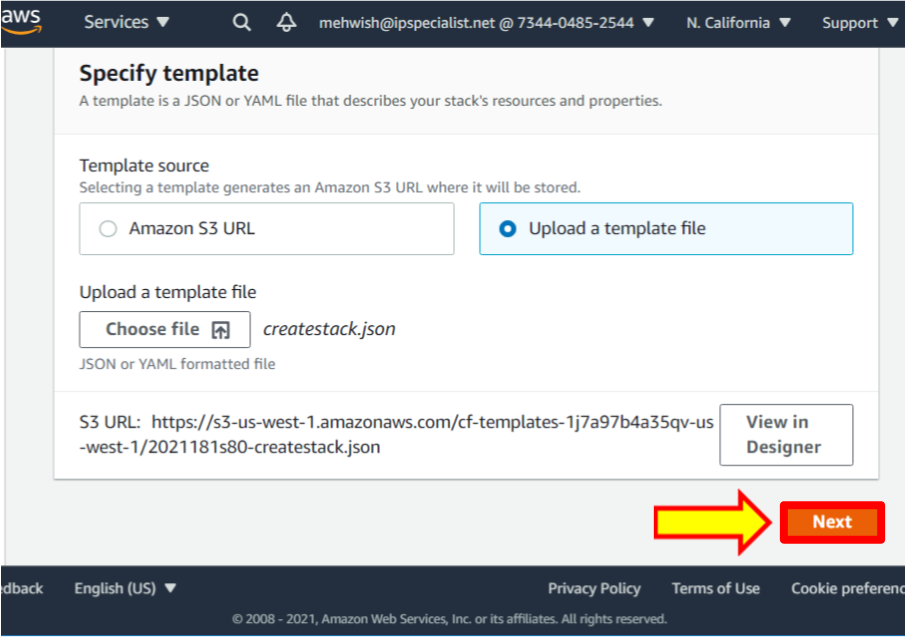 aws Services mehwish@ipspecialist.net @ 7344-0485-2544 N. California Support
Specify template
A template is a JSON or YAML file that describes your stack's resources and properties.
Template source
Selecting a template generates an Amazon S3 URL where it will be stored.
Amazon S3 URL Upload a template file
Upload a template file
Choose file createstack.json
JSON or YAML formatted file
S3 URL: https://s3-us-west-1.amazonaws.com/cf-templates-1j7a97b4a35qv-us
-west-1/2021181s80-createstack.json
View in
Designer
Next
edback English (US) Privacy Policy Terms of Use Cookie preferenc
© 2008 - 2021, Amazon Web Services, Inc. or its affiliates. All rights reserved.